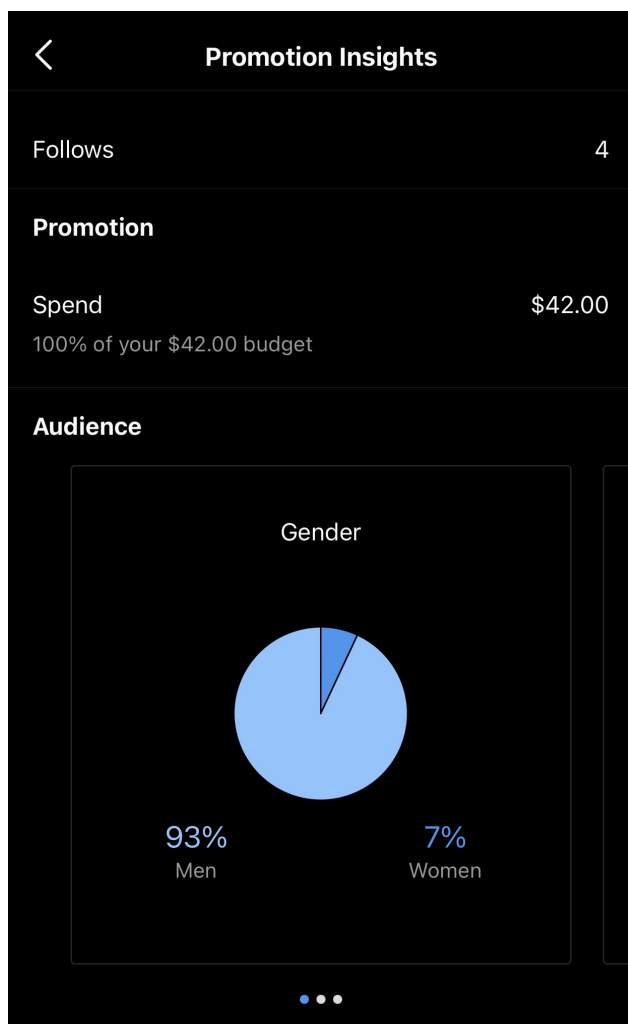 Promotion Insights
Follows 4
Promotion
Spend $42.00
100% of your $42.00 budget
Audience
Gender
93% 7%
Men Women